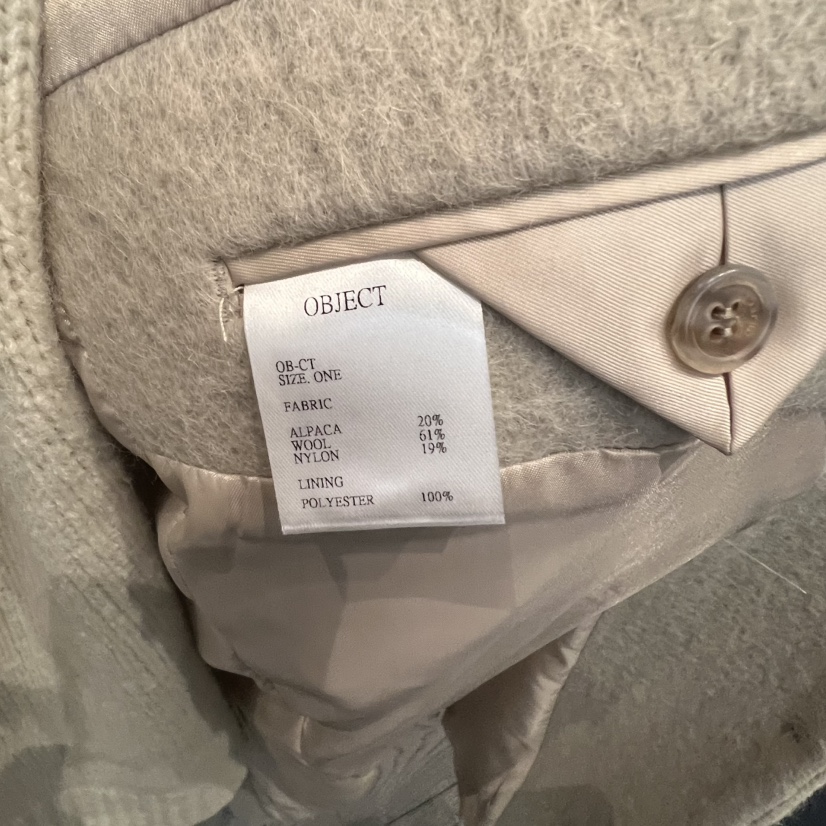 OBJECT
OB-CT
SIZE. ONE
FABRIC
ALPACA 20%
WOOL 61%
NYLON 19%
LINING
POLYESTER 100%